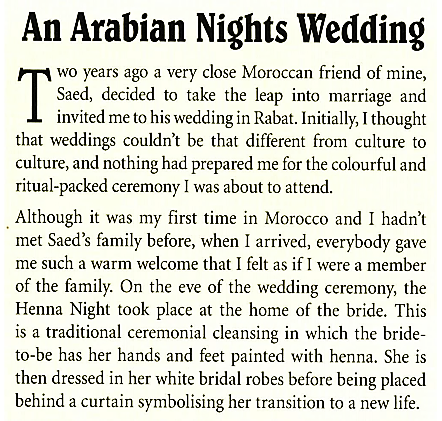 An Arabian Nights Wedding
Two years ago a very close Moroccan friend of mine,
Saed, decided to take the leap into marriage and
invited me to his wedding in Rabat. Initially, I thought
that weddings couldn't be that different from culture to
culture, and nothing had prepared me for the colourful and
ritual-packed ceremony I was about to attend.
Although it was my first time in Morocco and I hadn't
met Saed's family before, when I arrived, everybody gave
me such a warm welcome that I felt as if I were a member
of the family. On the eve of the wedding ceremony, the
Henna Night took place at the home of the bride. This
is a traditional ceremonial cleansing in which the bride-
to-be has her hands and feet painted with henna. She is
then dressed in her white bridal robes before being placed
behind a curtain symbolising her transition to a new life.